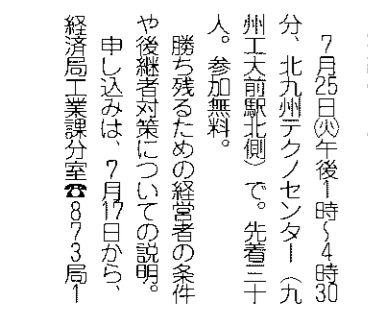 7月25日㈫午後1時〜4時30
分、北九州テクノセンター（九
州工大前駅北側）で。先着三十
人。参加無料。
勝ち残るための経営者の条件
や後継者対策についての説明。
申し込みは、7月17日から、
経済局工業課分室☎873局1